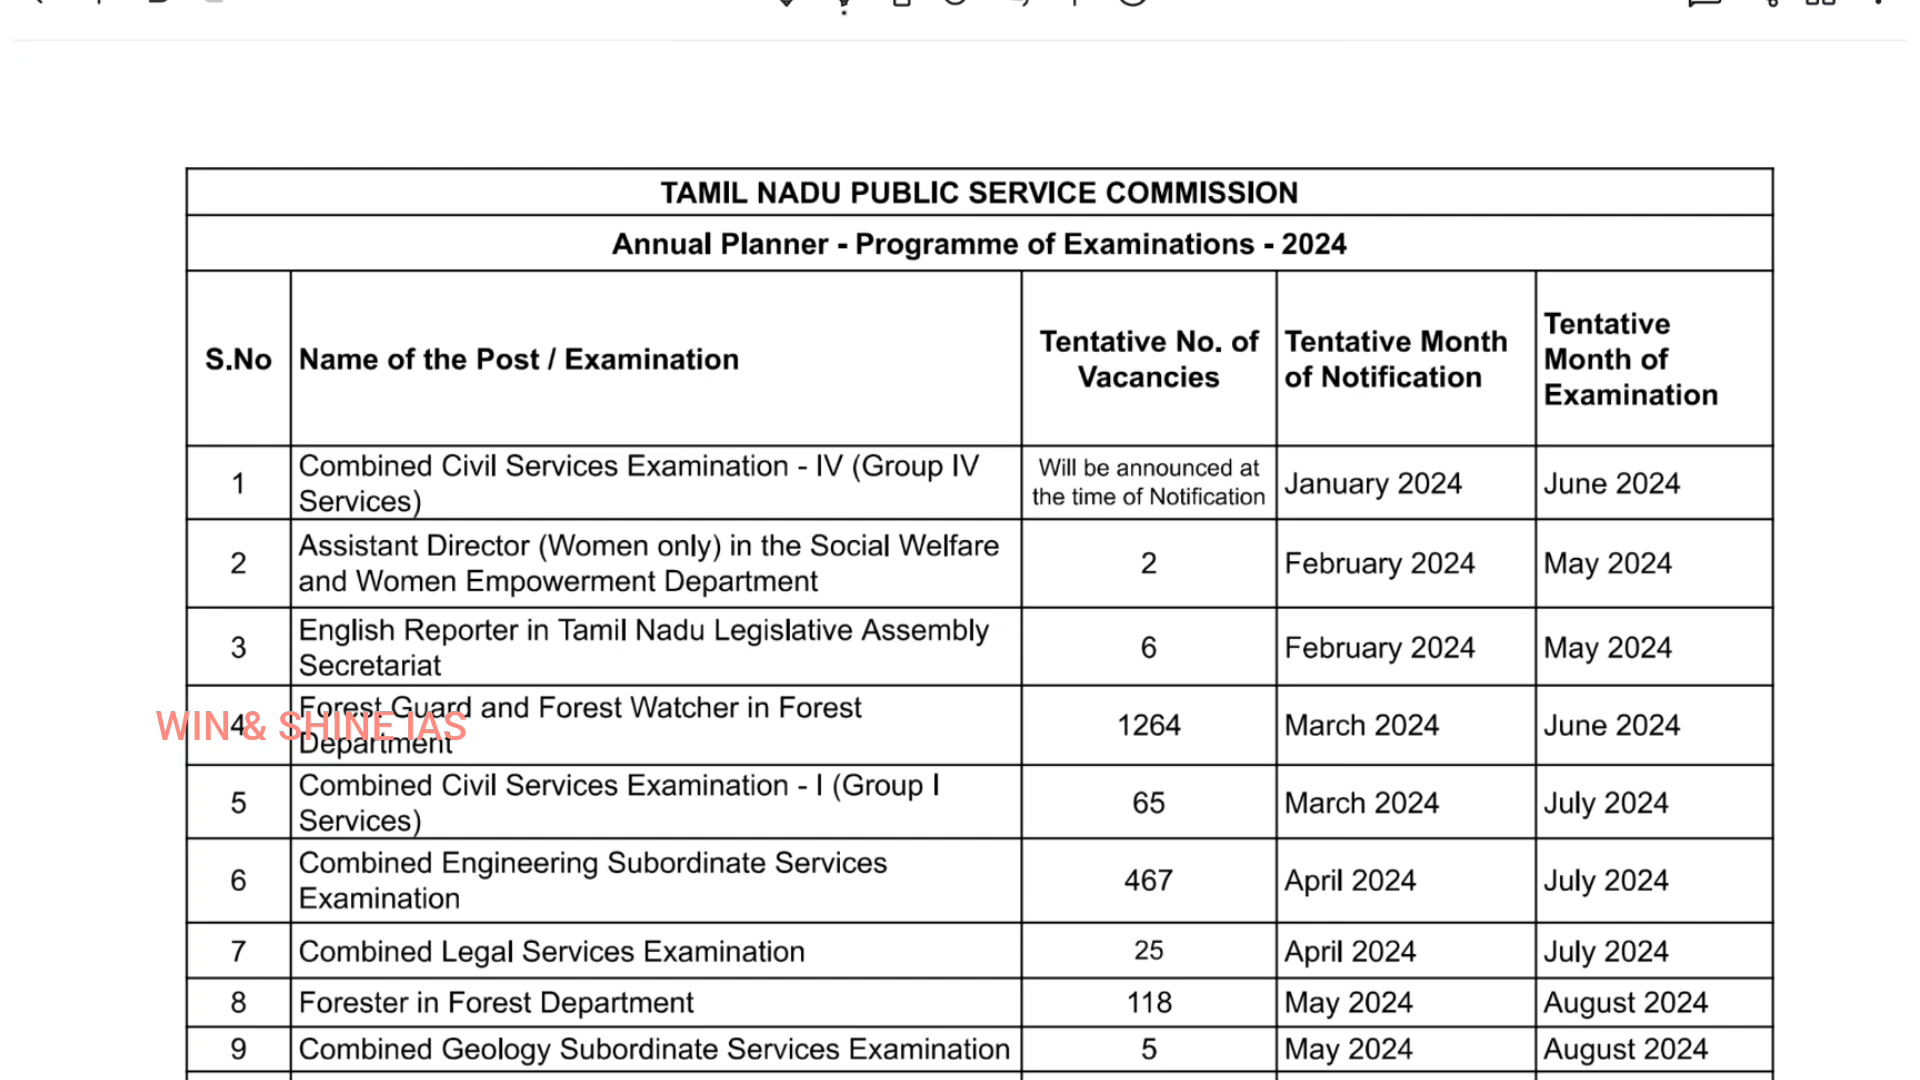 TAMIL NADU PUBLIC SERVICE COMMISSION
Annual Planner - Programme of Examinations - 2024
S.No Name of the Post / Examination Tentative No. of Vacancies Tentative Month of Notification Tentative Month of Examination
1 Combined Civil Services Examination - IV (Group IV Services) Will be announced at the time of Notification January 2024 June 2024
2 Assistant Director (Women only) in the Social Welfare and Women Empowerment Department 2 February 2024 May 2024
3 English Reporter in Tamil Nadu Legislative Assembly Secretariat 6 February 2024 May 2024
4 Forest Guard and Forest Watcher in Forest Department 1264 March 2024 June 2024
WIN & SHINE IAS
5 Combined Civil Services Examination - I (Group I Services) 65 March 2024 July 2024
6 Combined Engineering Subordinate Services Examination 467 April 2024 July 2024
7 Combined Legal Services Examination 25 April 2024 July 2024
8 Forester in Forest Department 118 May 2024 August 2024
9 Combined Geology Subordinate Services Examination 5 May 2024 August 2024